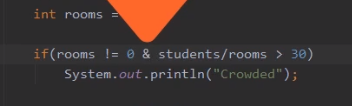 int rooms =
if(rooms != 0 & students/rooms > 30)
System.out.println("Crowded");